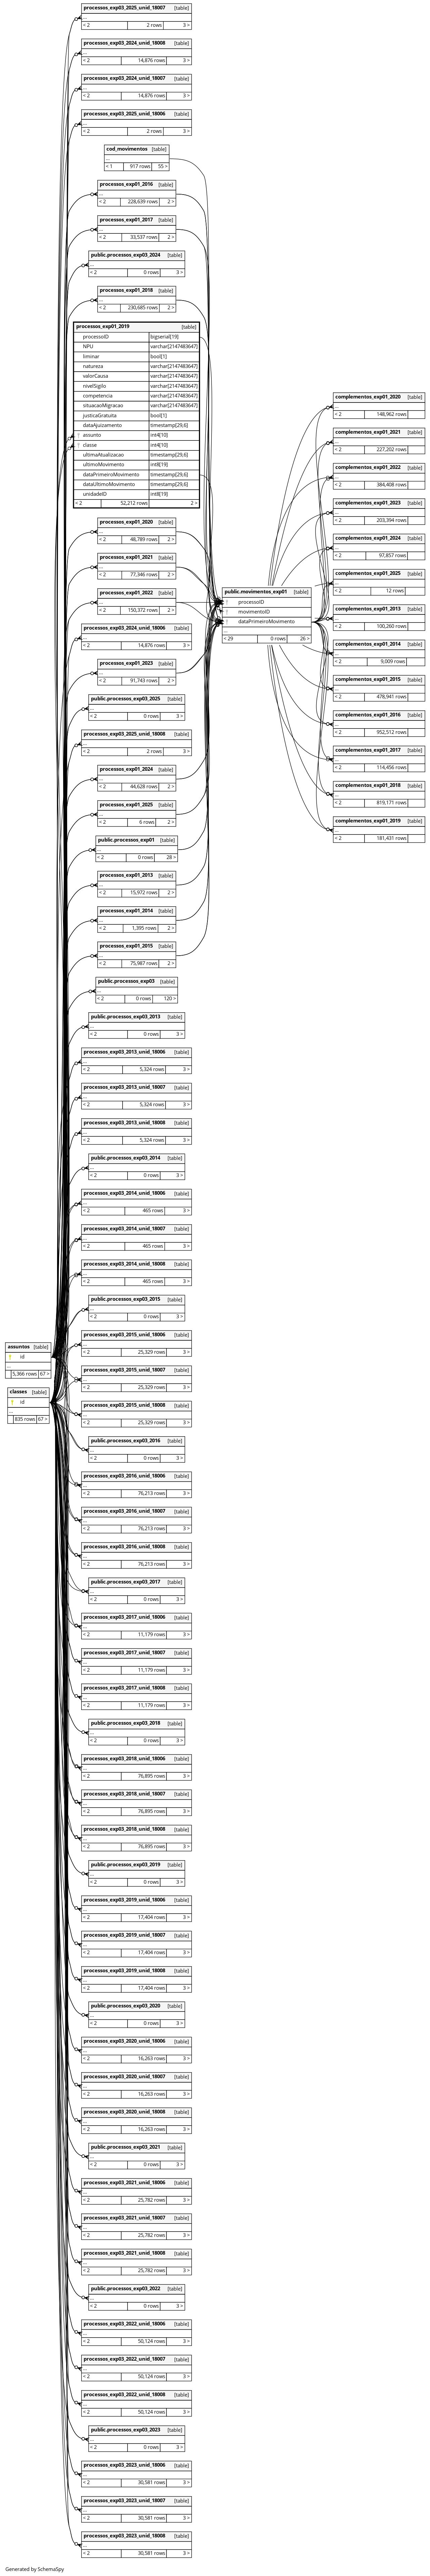 processos_exp03_2025_unid_18007 [table]
...
< 2 2 rows 3 >
processos_exp03_2024_unid_18008 [table]
...
< 2 14,876 rows 3 >
processos_exp03_2024_unid_18007 [table]
...
< 2 14,876 rows 3 >
processos_exp03_2025_unid_18006 [table]
...
< 2 2 rows 3 >
cod_movimentos [table]
...
< 1 917 rows 55 >
processos_exp01_2016 [table]
...
< 2 228,639 rows 2 >
processos_exp01_2017 [table]
...
< 2 33,537 rows 2 >
public.processos_exp03_2024 [table]
...
< 2 0 rows 3 >
processos_exp01_2018 [table]
...
< 2 230,685 rows 2 >
processos_exp01_2019 [table]
processoID bigserial[19]
NPU varchar[2147483647]
liminar bool[1]
natureza varchar[2147483647]
valorCausa varchar[2147483647]
nivelSigilo varchar[2147483647]
competencia varchar[2147483647]
situacaoMigracao varchar[2147483647]
justicaGratuita bool[1]
dataAjuizamento timestamp[29,6]
assunto int4[10]
classe int4[10]
ultimaAtualizacao timestamp[29,6]
ultimoMovimento int8[19]
dataPrimeiroMovimento timestamp[29,6]
dataUltimoMovimento timestamp[29,6]
unidadeID int8[19]
< 2 52,212 rows 2 >
processos_exp01_2020 [table]
...
< 2 48,789 rows 2 >
processos_exp01_2021 [table]
...
< 2 77,346 rows 2 >
processos_exp01_2022 [table]
...
< 2 150,372 rows 2 >
processos_exp03_2024_unid_18006 [table]
...
< 2 14,876 rows 3 >
processos_exp01_2023 [table]
...
< 2 91,743 rows 2 >
public.processos_exp03_2025 [table]
...
< 2 0 rows 3 >
processos_exp03_2025_unid_18008 [table]
...
< 2 2 rows 3 >
processos_exp01_2024 [table]
...
< 2 44,628 rows 2 >
processos_exp01_2025 [table]
...
< 2 6 rows 2 >
public.processos_exp01 [table]
...
< 2 0 rows 28 >
processos_exp01_2013 [table]
...
< 2 15,972 rows 2 >
processos_exp01_2014 [table]
...
< 2 1,395 rows 2 >
processos_exp01_2015 [table]
...
< 2 75,987 rows 2 >
public.processos_exp03 [table]
...
< 2 0 rows 120 >
public.processos_exp03_2013 [table]
...
< 2 0 rows 3 >
processos_exp03_2013_unid_18006 [table]
...
< 2 5,324 rows 3 >
processos_exp03_2013_unid_18007 [table]
...
< 2 5,324 rows 3 >
processos_exp03_2013_unid_18008 [table]
...
< 2 5,324 rows 3 >
public.processos_exp03_2014 [table]
...
< 2 0 rows 3 >
processos_exp03_2014_unid_18006 [table]
...
< 2 465 rows 3 >
processos_exp03_2014_unid_18007 [table]
...
< 2 465 rows 3 >
processos_exp03_2014_unid_18008 [table]
...
< 2 465 rows 3 >
public.processos_exp03_2015 [table]
...
< 2 0 rows 3 >
processos_exp03_2015_unid_18006 [table]
...
< 2 25,329 rows 3 >
processos_exp03_2015_unid_18007 [table]
...
< 2 25,329 rows 3 >
processos_exp03_2015_unid_18008 [table]
...
< 2 25,329 rows 3 >
public.processos_exp03_2016 [table]
...
< 2 0 rows 3 >
processos_exp03_2016_unid_18006 [table]
...
< 2 76,213 rows 3 >
processos_exp03_2016_unid_18007 [table]
...
< 2 76,213 rows 3 >
processos_exp03_2016_unid_18008 [table]
...
< 2 76,213 rows 3 >
public.processos_exp03_2017 [table]
...
< 2 0 rows 3 >
processos_exp03_2017_unid_18006 [table]
...
< 2 11,179 rows 3 >
processos_exp03_2017_unid_18007 [table]
...
< 2 11,179 rows 3 >
processos_exp03_2017_unid_18008 [table]
...
< 2 11,179 rows 3 >
public.processos_exp03_2018 [table]
...
< 2 0 rows 3 >
processos_exp03_2018_unid_18006 [table]
...
< 2 76,895 rows 3 >
processos_exp03_2018_unid_18007 [table]
...
< 2 76,895 rows 3 >
processos_exp03_2018_unid_18008 [table]
...
< 2 76,895 rows 3 >
public.processos_exp03_2019 [table]
...
< 2 0 rows 3 >
processos_exp03_2019_unid_18006 [table]
...
< 2 17,404 rows 3 >
processos_exp03_2019_unid_18007 [table]
...
< 2 17,404 rows 3 >
processos_exp03_2019_unid_18008 [table]
...
< 2 17,404 rows 3 >
public.processos_exp03_2020 [table]
...
< 2 0 rows 3 >
processos_exp03_2020_unid_18006 [table]
...
< 2 16,263 rows 3 >
processos_exp03_2020_unid_18007 [table]
...
< 2 16,263 rows 3 >
processos_exp03_2020_unid_18008 [table]
...
< 2 16,263 rows 3 >
public.processos_exp03_2021 [table]
...
< 2 0 rows 3 >
processos_exp03_2021_unid_18006 [table]
...
< 2 25,782 rows 3 >
processos_exp03_2021_unid_18007 [table]
...
< 2 25,782 rows 3 >
processos_exp03_2021_unid_18008 [table]
...
< 2 25,782 rows 3 >
public.processos_exp03_2022 [table]
...
< 2 0 rows 3 >
processos_exp03_2022_unid_18006 [table]
...
< 2 50,124 rows 3 >
processos_exp03_2022_unid_18007 [table]
...
< 2 50,124 rows 3 >
processos_exp03_2022_unid_18008 [table]
...
< 2 50,124 rows 3 >
public.processos_exp03_2023 [table]
...
< 2 0 rows 3 >
processos_exp03_2023_unid_18006 [table]
...
< 2 30,581 rows 3 >
processos_exp03_2023_unid_18007 [table]
...
< 2 30,581 rows 3 >
processos_exp03_2023_unid_18008 [table]
...
< 2 30,581 rows 3 >
assuntos [table]
id
...
5,366 rows 67 >
classes [table]
id
...
835 rows 67 >
public.movimentos_exp01 [table]
processoID
movimentoID
dataPrimeiroMovimento
...
< 29 0 rows 26 >
complementos_exp01_2020 [table]
...
< 2 148,962 rows
complementos_exp01_2021 [table]
...
< 2 227,202 rows
complementos_exp01_2022 [table]
...
< 2 384,408 rows
complementos_exp01_2023 [table]
...
< 2 203,394 rows
complementos_exp01_2024 [table]
...
< 2 97,857 rows
complementos_exp01_2025 [table]
...
< 2 12 rows
complementos_exp01_2013 [table]
...
< 2 100,260 rows
complementos_exp01_2014 [table]
...
< 2 9,009 rows
complementos_exp01_2015 [table]
...
< 2 478,941 rows
complementos_exp01_2016 [table]
...
< 2 952,512 rows
complementos_exp01_2017 [table]
...
< 2 114,456 rows
complementos_exp01_2018 [table]
...
< 2 819,171 rows
complementos_exp01_2019 [table]
...
< 2 181,431 rows
Generated by SchemaSpy